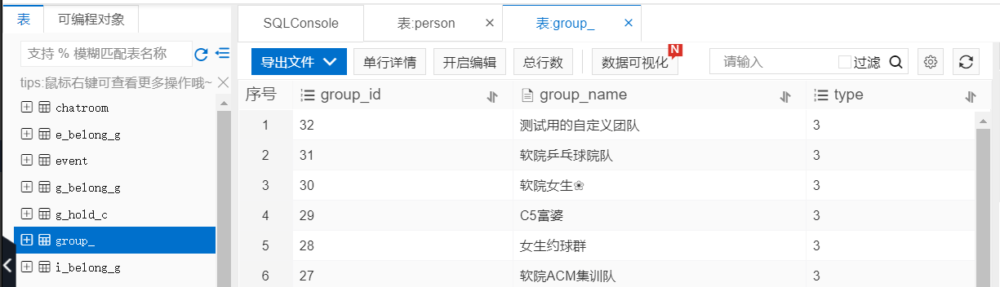 表 可编程对象
支持 % 模糊匹配表名称
tips:鼠标右键可查看更多操作哦~
chatroom
e_belong_g
event
g_belong_g
g_hold_c
group_
i_belong_g
SQLConsole 表:person 表:group_
导出文件 单行详情 开启编辑 总行数 数据可视化 N 请输入 过滤
序号 group_id group_name type
1 32 测试用的自定义团队 3
2 31 软院乒乓球院队 3
3 30 软院女生❀ 3
4 29 C5富婆 3
5 28 女生约球群 3
6 27 软院ACM集训队 3